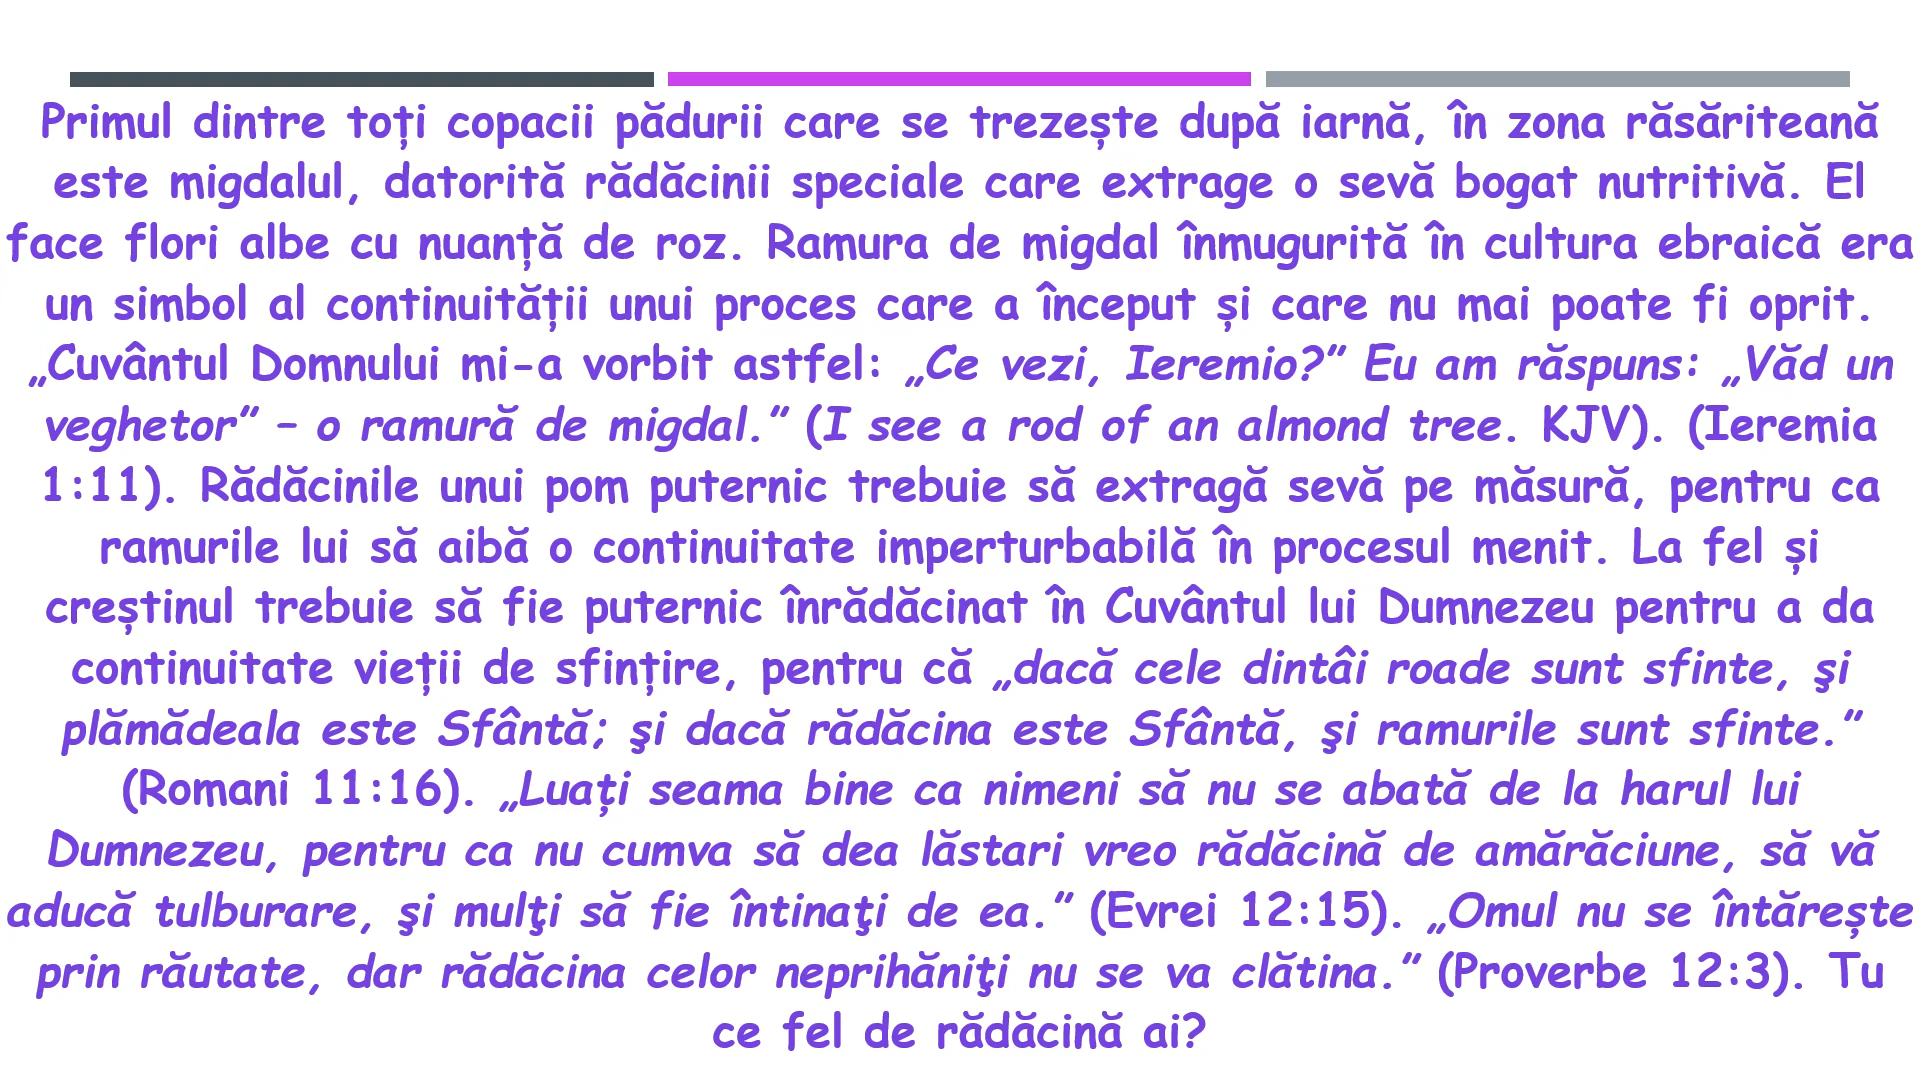 Primul dintre toți copacii pădurii care se trezește după iarnă, în zona răsăriteană
este migdalul, datorită rădăcinii speciale care extrage o sevă bogat nutritivă. El
face flori albe cu nuanță de roz. Ramura de migdal înmugurită în cultura ebraică era
un simbol al continuității unui proces care a început și care nu mai poate fi oprit.
„Cuvântul Domnului mi-a vorbit astfel: „Ce vezi, Ieremio?” Eu am răspuns: „Văd un
veghetor” – o ramură de migdal.” (I see a rod of an almond tree. KJV). (Ieremia
1:11). Rădăcinile unui pom puternic trebuie să extragă sevă pe măsură, pentru ca
ramurile lui să aibă o continuitate imperturbabilă în procesul menit. La fel și
creștinul trebuie să fie puternic înrădăcinat în Cuvântul lui Dumnezeu pentru a da
continuitate vieții de sfințire, pentru că „dacă cele dintâi roade sunt sfinte, şi
plămădeala este Sfântă; şi dacă rădăcina este Sfântă, şi ramurile sunt sfinte.”
(Romani 11:16). „Luați seama bine ca nimeni să nu se abată de la harul lui
Dumnezeu, pentru ca nu cumva să dea lăstari vreo rădăcină de amărăciune, să vă
aducă tulburare, şi mulţi să fie întinaţi de ea.” (Evrei 12:15). „Omul nu se întărește
prin răutate, dar rădăcina celor neprihăniţi nu se va clătina.” (Proverbe 12:3). Tu
ce fel de rădăcină ai?